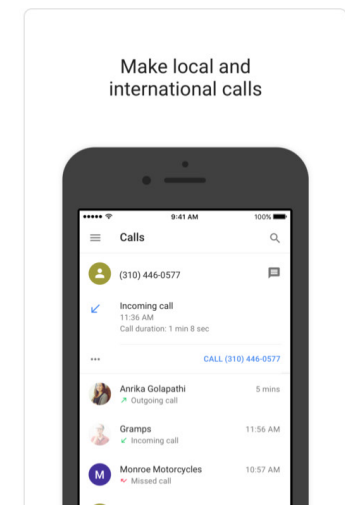 Make local and
international calls
9:41 AM 100%
Calls
(310) 446-0577
Incoming call
11:36 AM
Call duration: 1 min 8 sec
CALL (310) 446-0577
Anrika Golapathi 5 mins
Outgoing call
Gramps 11:56 AM
Incoming call
M Monroe Motorcycles 10:57 AM
Missed call